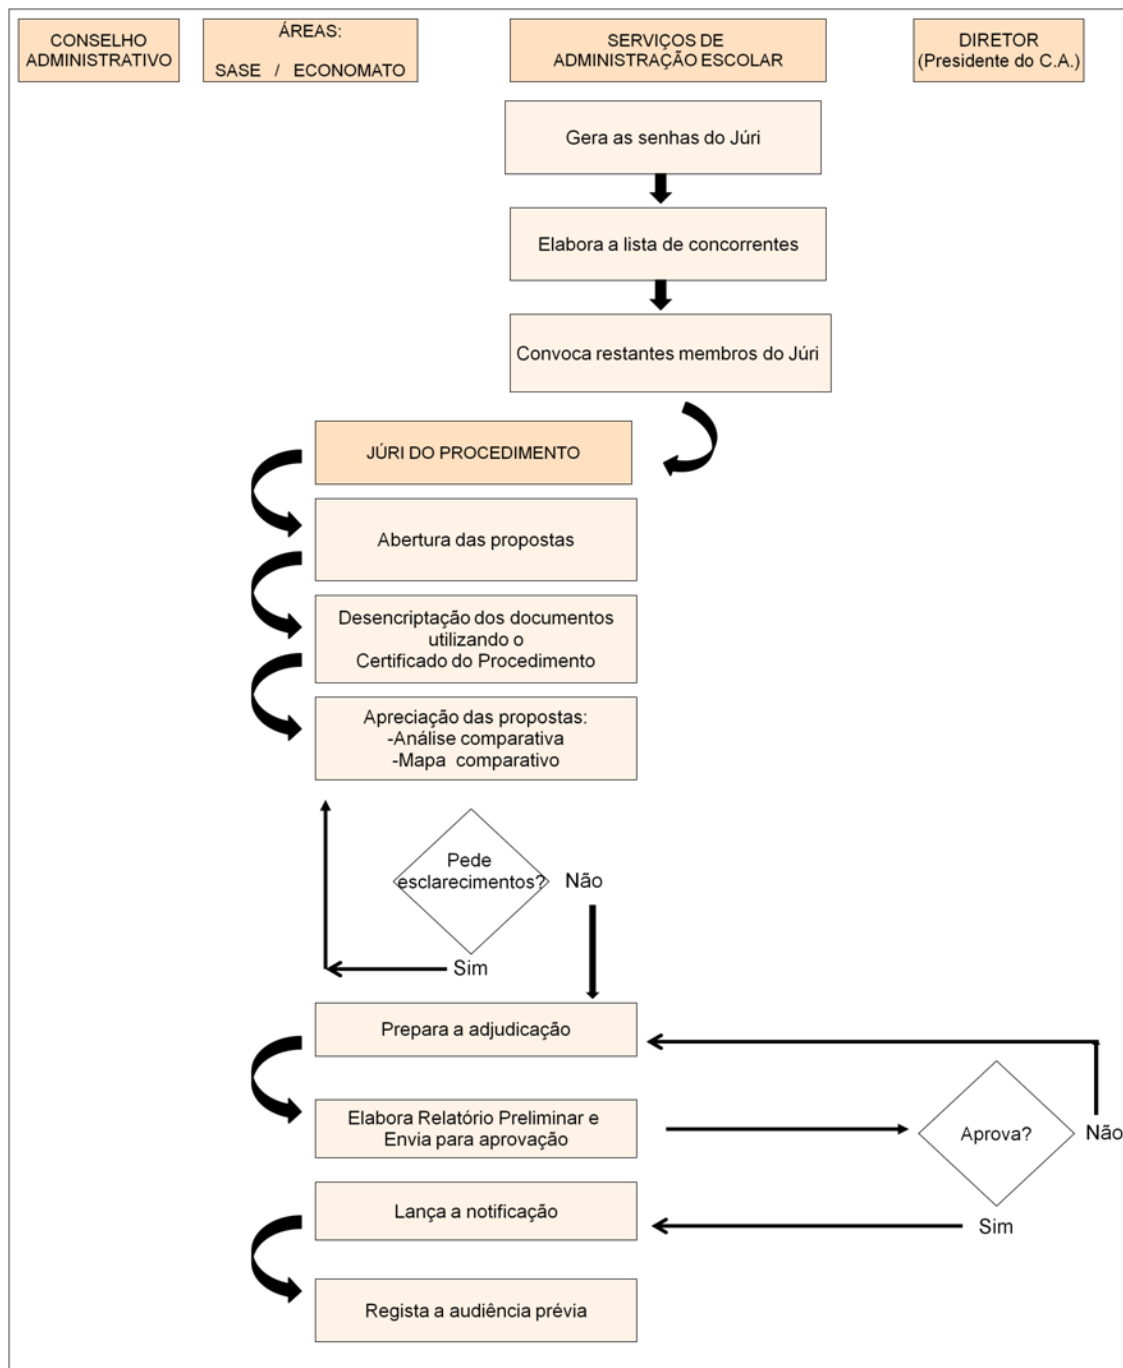 CONSELHO
ADMINISTRATIVO
ÁREAS:
SASE / ECONOMATO
SERVIÇOS DE
ADMINISTRAÇÃO ESCOLAR
DIRETOR
(Presidente do C.A.)
Gera as senhas do Júri
Elabora a lista de concorrentes
Convoca restantes membros do Júri
JÚRI DO PROCEDIMENTO
Abertura das propostas
Desencriptação dos documentos
utilizando o
Certificado do Procedimento
Apreciação das propostas:
-Análise comparativa
-Mapa comparativo
Pede
esclarecimentos?
Não
Sim
Prepara a adjudicação
Elabora Relatório Preliminar e
Envia para aprovação
Aprova?
Não
Lança a notificação
Sim
Regista a audiência prévia